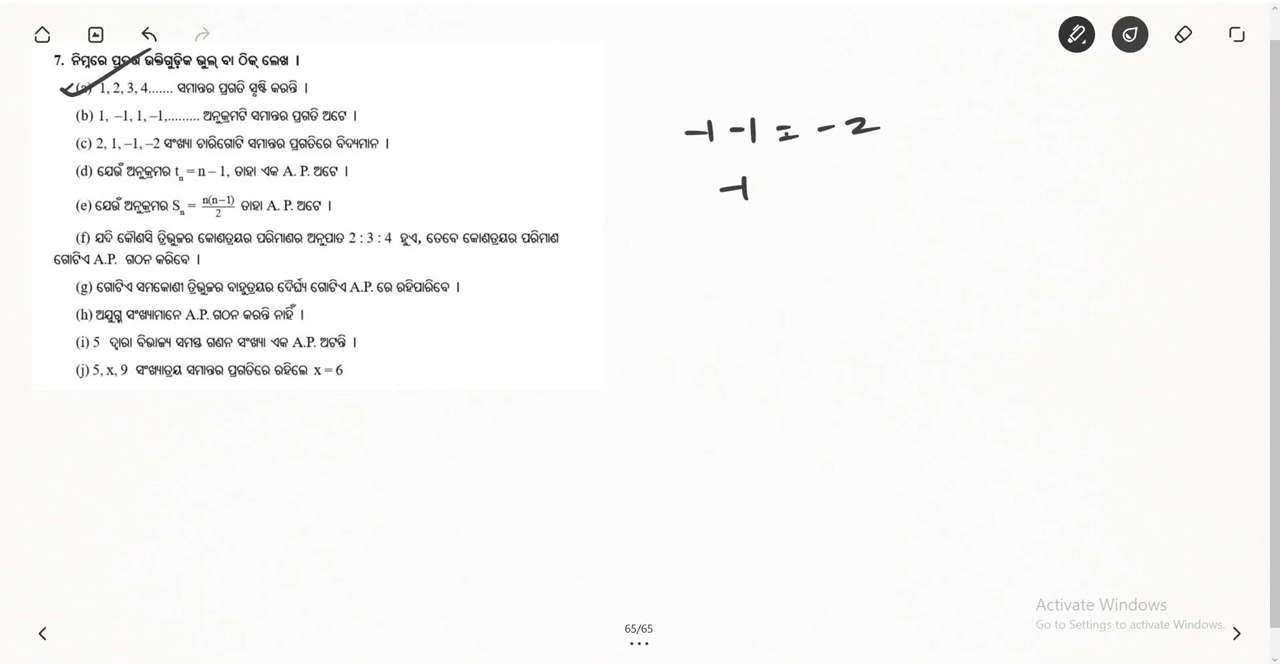 7. ନିମ୍ନରେ ପ୍ରଦତ୍ତ ଉକ୍ତିଗୁଡ଼ିକ ଭୁଲ୍ ବା ଠିକ୍ ଲେଖ ।
(a) 1, 2, 3, 4....... ସମାନ୍ତର ପ୍ରଗତି ସୃଷ୍ଟି କରନ୍ତି ।
(b) 1, –1, 1, –1,......... ଅନୁକ୍ରମଟି ସମାନ୍ତର ପ୍ରଗତି ଅଟେ ।
(c) 2, 1, –1, –2 ସଂଖ୍ୟା ଚାରିଗୋଟି ସମାନ୍ତର ପ୍ରଗତିରେ ବିଦ୍ୟମାନ ।
(d) ଯେଉଁ ଅନୁକ୍ରମର tₙ = n – 1, ତାହା ଏକ A. P. ଅଟେ ।
(e) ଯେଉଁ ଅନୁକ୍ରମର Sₙ = n(n–1)/2 ତାହା A. P. ଅଟେ ।
(f) ଯଦି କୌଣସି ତ୍ରିଭୁଜର କୋଣତ୍ରୟର ପରିମାଣର ଅନୁପାତ 2 : 3 : 4 ହୁଏ, ତେବେ କୋଣତ୍ରୟର ପରିମାଣ
ଗୋଟିଏ A.P. ଗଠନ କରିବେ ।
(g) ଗୋଟିଏ ସମକୋଣୀ ତ୍ରିଭୁଜର ବାହୁତ୍ରୟର ଦୈର୍ଘ୍ୟ ଗୋଟିଏ A.P. ରେ ରହିପାରିବେ ।
(h) ଅଯୁଗ୍ମ ସଂଖ୍ୟାମାନେ A.P. ଗଠନ କରନ୍ତି ନାହିଁ ।
(i) 5 ଦ୍ୱାରା ବିଭାଜ୍ୟ ସମସ୍ତ ଗଣନ ସଂଖ୍ୟା ଏକ A.P. ଅଟନ୍ତି ।
(j) 5, x, 9 ସଂଖ୍ୟାତ୍ରୟ ସମାନ୍ତର ପ୍ରଗତିରେ ରହିଲେ x = 6
-1 -1 = -2
-1
Activate Windows
Go to Settings to activate Windows.
65/65